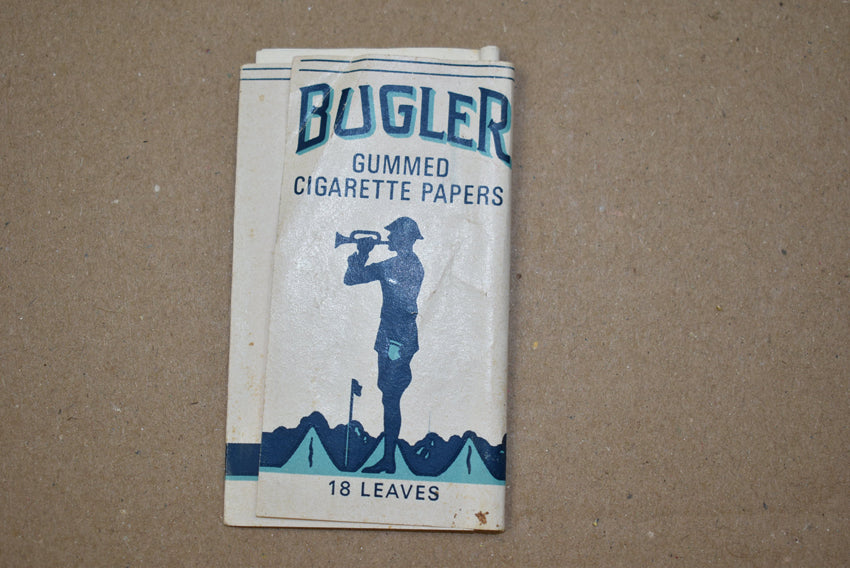 BUGLER
GUMMED
CIGARETTE PAPERS
18 LEAVES